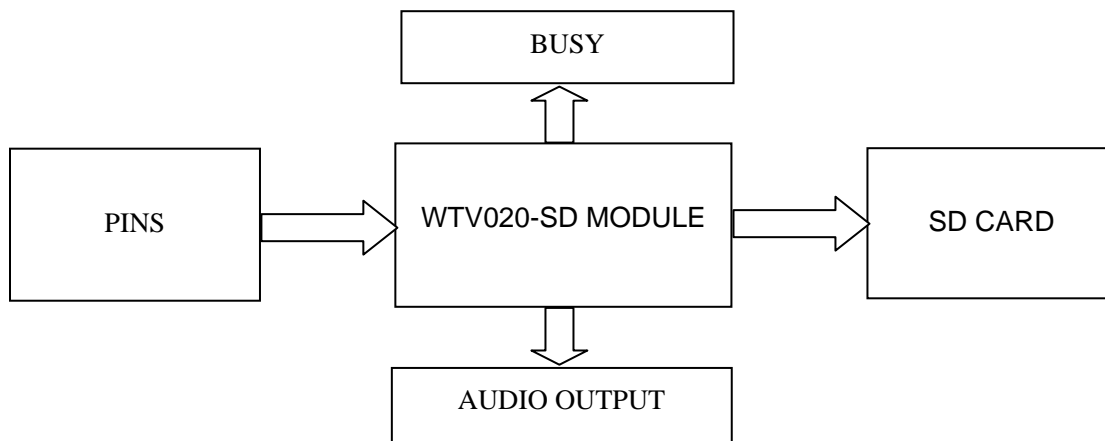 BUSY
PINS
WTV020-SD MODULE
SD CARD
AUDIO OUTPUT